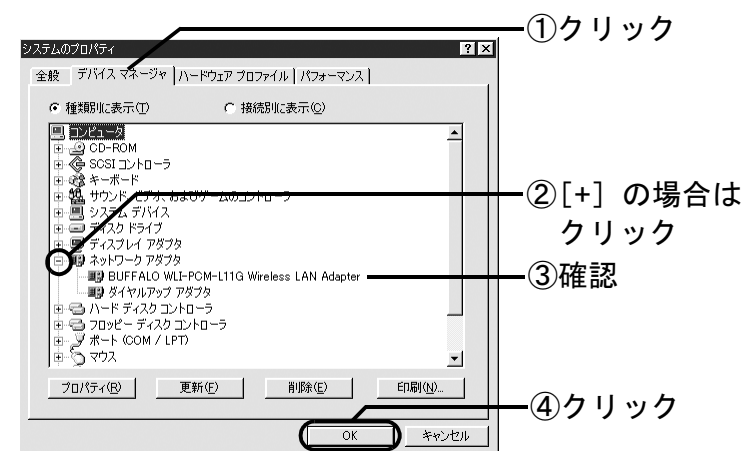 ①クリック
システムのプロパティ
全般 デバイス マネージャ ハードウェア プロファイル パフォーマンス
種類別に表示(T) 接続別に表示(C)
コンピュータ
CD-ROM
SCSI コントローラ
キーボード
サウンド、ビデオ、およびゲームのコントローラ
システム デバイス
ディスク ドライブ
ディスプレイ アダプタ
ネットワーク アダプタ
BUFFALO WLI-PCM-L11G Wireless LAN Adapter
ダイヤルアップ アダプタ
ハード ディスク コントローラ
フロッピー ディスク コントローラ
ポート (COM / LPT)
マウス
②[+] の場合は
クリック
③確認
プロパティ(R) 更新(F) 削除(E) 印刷(N)...
④クリック
OK キャンセル